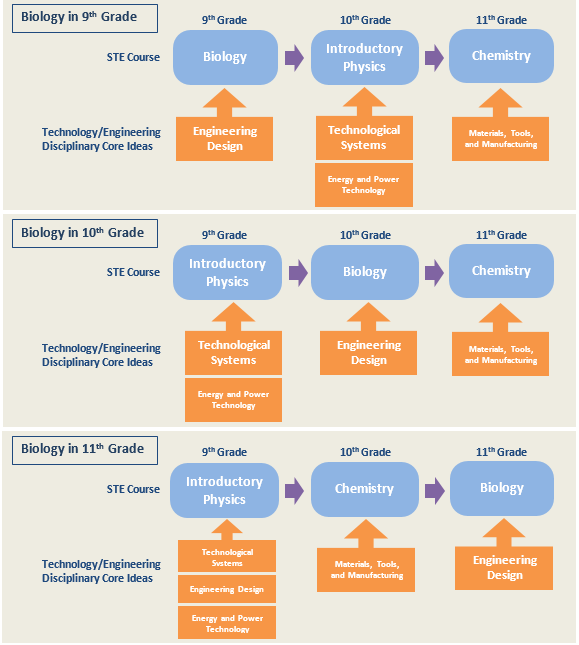 Biology in 9th Grade
9th Grade
10th Grade
11th Grade
STE Course
Biology
Introductory
Physics
Chemistry
Technology/Engineering
Disciplinary Core Ideas
Engineering
Design
Technological
Systems
Energy and Power
Technology
Materials, Tools,
and Manufacturing
Biology in 10th Grade
9th Grade
10th Grade
11th Grade
STE Course
Introductory
Physics
Biology
Chemistry
Technology/Engineering
Disciplinary Core Ideas
Technological
Systems
Energy and Power
Technology
Engineering
Design
Materials, Tools,
and Manufacturing
Biology in 11th Grade
9th Grade
10th Grade
11th Grade
STE Course
Introductory
Physics
Chemistry
Biology
Technology/Engineering
Disciplinary Core Ideas
Technological
Systems
Engineering Design
Energy and Power
Technology
Materials, Tools,
and Manufacturing
Engineering
Design